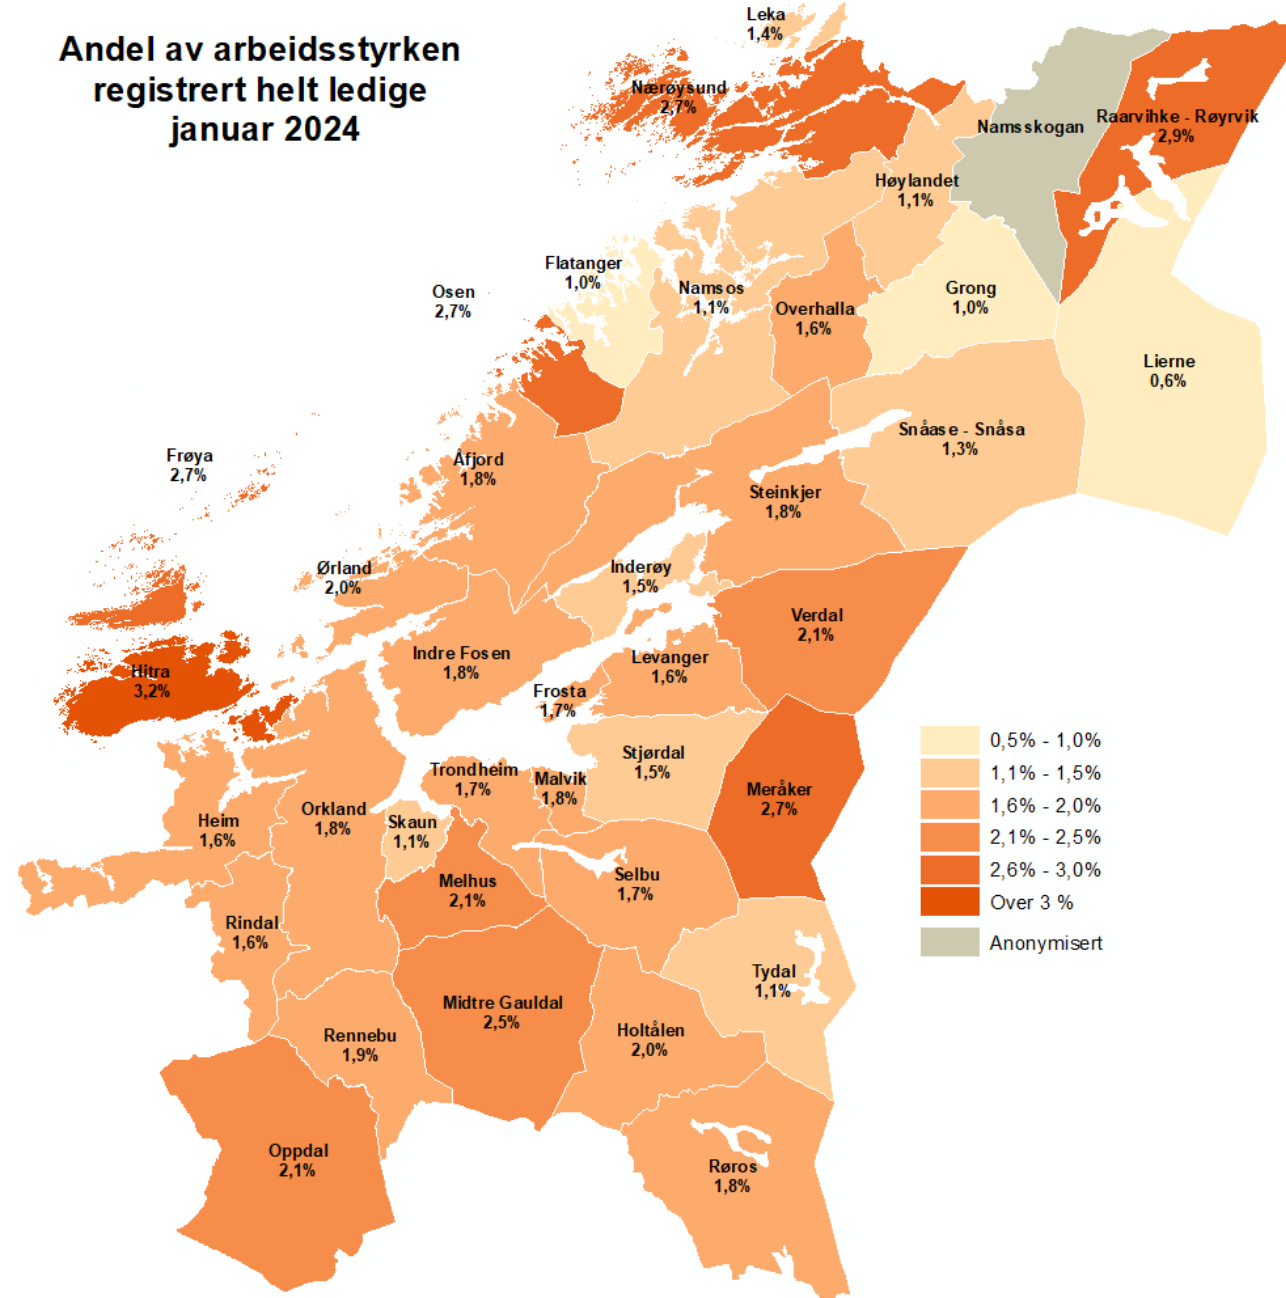 Andel av arbeidsstyrken
registrert helt ledige
januar 2024
Leka
1,4%
Nærøysund
2,7%
Namsskogan
Raarvihke - Røyrvik
2,9%
Høylandet
1,1%
Flatanger
1,0%
Osen
2,7%
Namsos
1,1%
Overhalla
1,6%
Grong
1,0%
Lierne
0,6%
Snåase - Snåsa
1,3%
Frøya
2,7%
Åfjord
1,8%
Steinkjer
1,8%
Ørland
2,0%
Inderøy
1,5%
Verdal
2,1%
Hitra
3,2%
Indre Fosen
1,8%
Levanger
1,6%
Frosta
1,7%
Stjørdal
1,5%
Trondheim
1,7%
Malvik
1,8%
Meråker
2,7%
Heim
1,6%
Orkland
1,8%
Skaun
1,1%
Melhus
2,1%
Selbu
1,7%
Rindal
1,6%
Tydal
1,1%
Midtre Gauldal
2,5%
Rennebu
1,9%
Holtålen
2,0%
Oppdal
2,1%
Røros
1,8%
0,5% - 1,0%
1,1% - 1,5%
1,6% - 2,0%
2,1% - 2,5%
2,6% - 3,0%
Over 3 %
Anonymisert